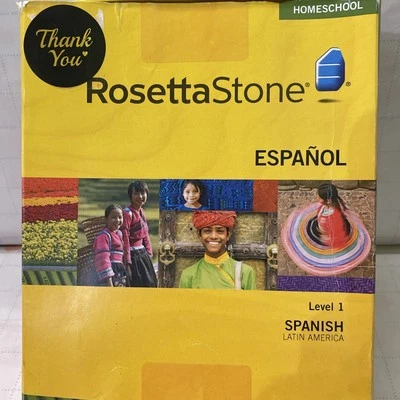 HOMESCHOOL
Thank
You
RosettaStone®
®
ESPAÑOL
Level 1
SPANISH
LATIN AMERICA